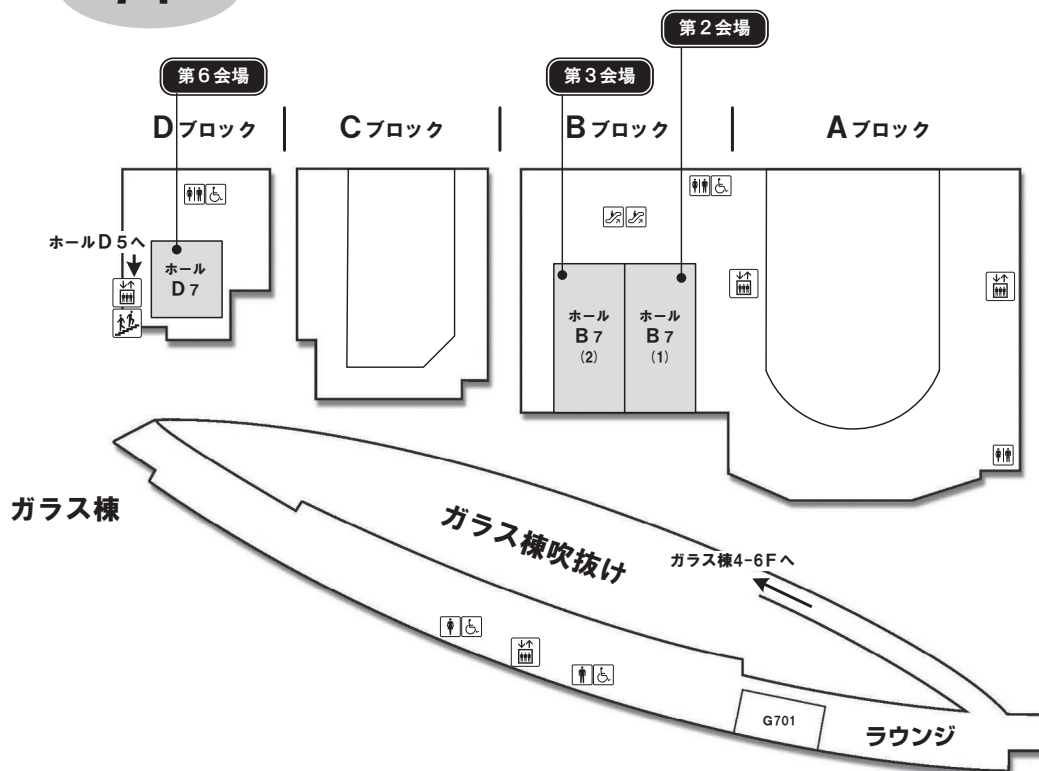 第2会場
第6会場
第3会場
Dブロック
Cブロック
Bブロック
Aブロック
ホールD5へ
ホール
D7
ホール
B7
(2)
ホール
B7
(1)
ガラス棟
ガラス棟吹抜け
ガラス棟4-6Fへ
G701
ラウンジ